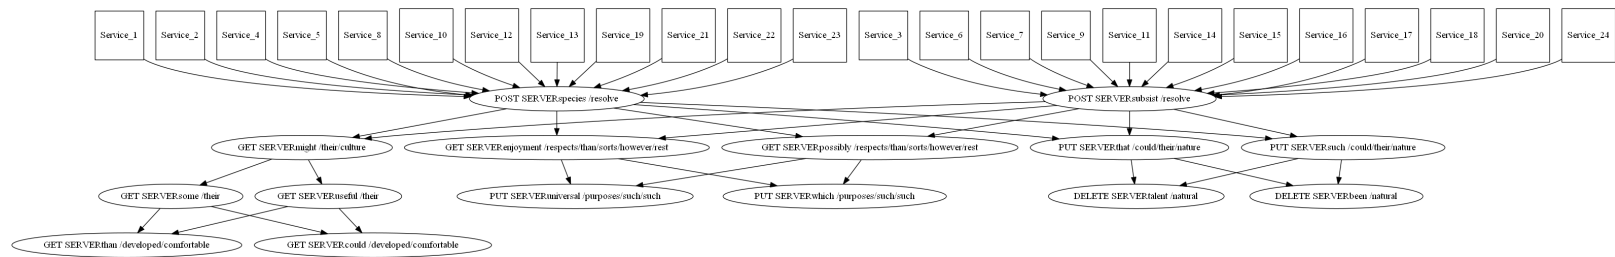 Service_1
Service_2
Service_4
Service_5
Service_8
Service_10
Service_12
Service_13
Service_19
Service_21
Service_22
Service_23
Service_3
Service_6
Service_7
Service_9
Service_11
Service_14
Service_15
Service_16
Service_17
Service_18
Service_20
Service_24
POST SERVERspecies /resolve
POST SERVERsubsist /resolve
GET SERVERmight /their/culture
GET SERVERenjoyment /respects/than/sorts/however/rest
GET SERVERpossibly /respects/than/sorts/however/rest
PUT SERVERthat /could/their/nature
PUT SERVERsuch /could/their/nature
GET SERVERsome /their
GET SERVERuseful /their
PUT SERVERuniversal /purposes/such/such
PUT SERVERwhich /purposes/such/such
DELETE SERVERtalent /natural
DELETE SERVERbeen /natural
GET SERVERthan /developed/comfortable
GET SERVERcould /developed/comfortable